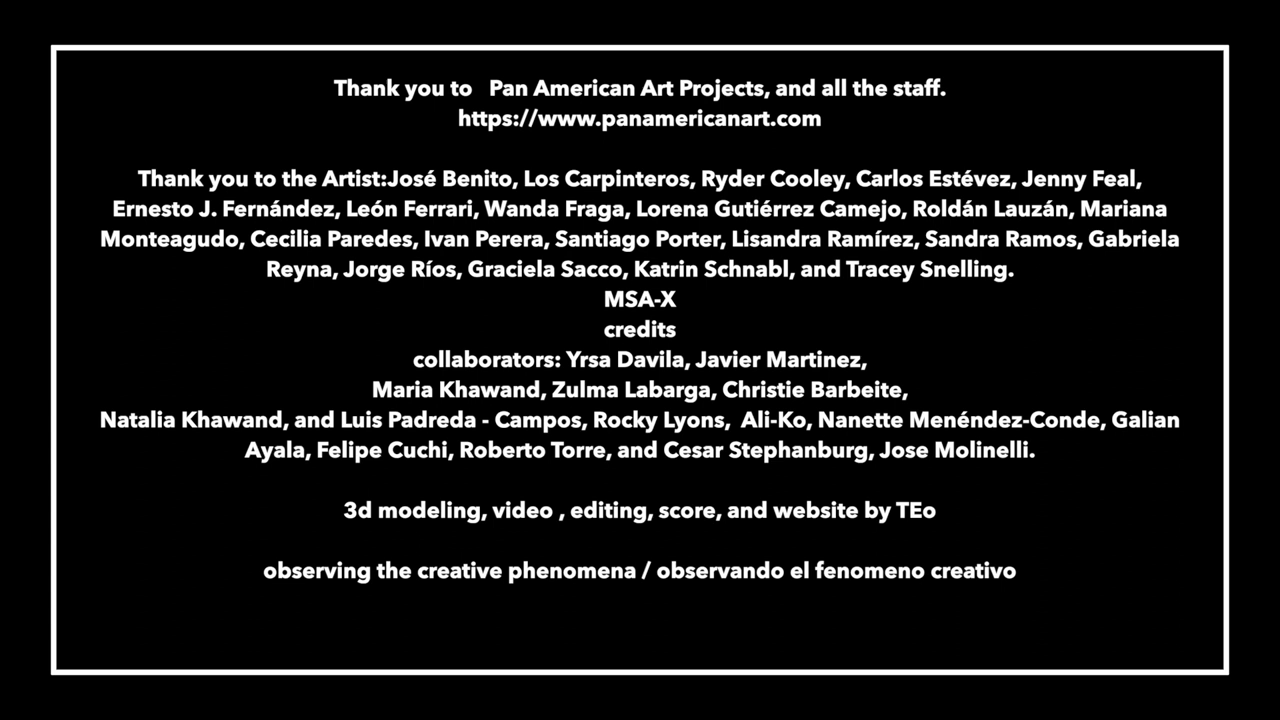 Thank you to   Pan American Art Projects, and all the staff.
https://www.panamericanart.com
Thank you to the Artist:José Benito, Los Carpinteros, Ryder Cooley, Carlos Estévez, Jenny Feal,
Ernesto J. Fernández, León Ferrari, Wanda Fraga, Lorena Gutiérrez Camejo, Roldán Lauzán, Mariana
Monteagudo, Cecilia Paredes, Ivan Perera, Santiago Porter, Lisandra Ramírez, Sandra Ramos, Gabriela
Reyna, Jorge Ríos, Graciela Sacco, Katrin Schnabl, and Tracey Snelling.
MSA-X
credits
collaborators: Yrsa Davila, Javier Martinez,
Maria Khawand, Zulma Labarga, Christie Barbeite,
Natalia Khawand, and Luis Padreda - Campos, Rocky Lyons,  Ali-Ko, Nanette Menéndez-Conde, Galian
Ayala, Felipe Cuchi, Roberto Torre, and Cesar Stephanburg, Jose Molinelli.
3d modeling, video , editing, score, and website by TEo
observing the creative phenomena / observando el fenomeno creativo